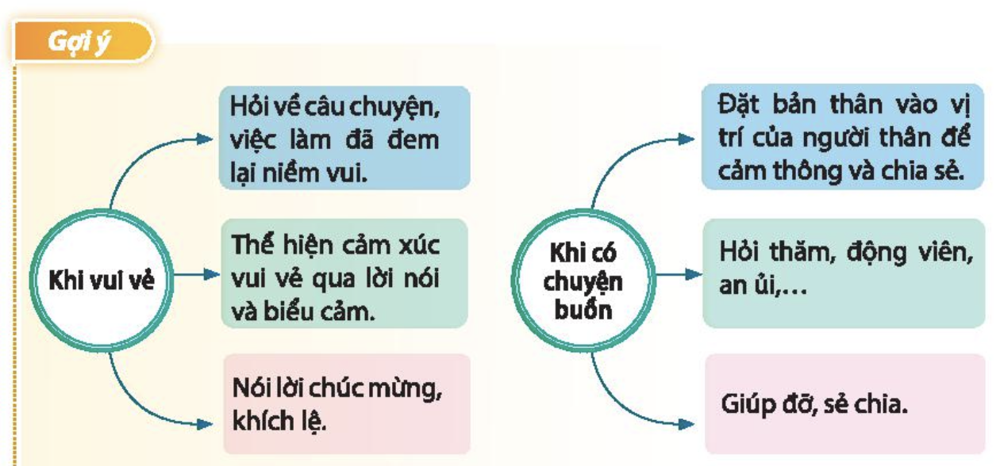 Gợi ý
Khi vui vẻ
Hỏi về câu chuyện,
việc làm đã đem
lại niềm vui.
Thể hiện cảm xúc
vui vẻ qua lời nói
và biểu cảm.
Nói lời chúc mừng,
khích lệ.
Khi có
chuyện
buồn
Đặt bản thân vào vị
trí của người thân để
cảm thông và chia sẻ.
Hỏi thăm, động viên,
an ủi,...
Giúp đỡ, sẻ chia.